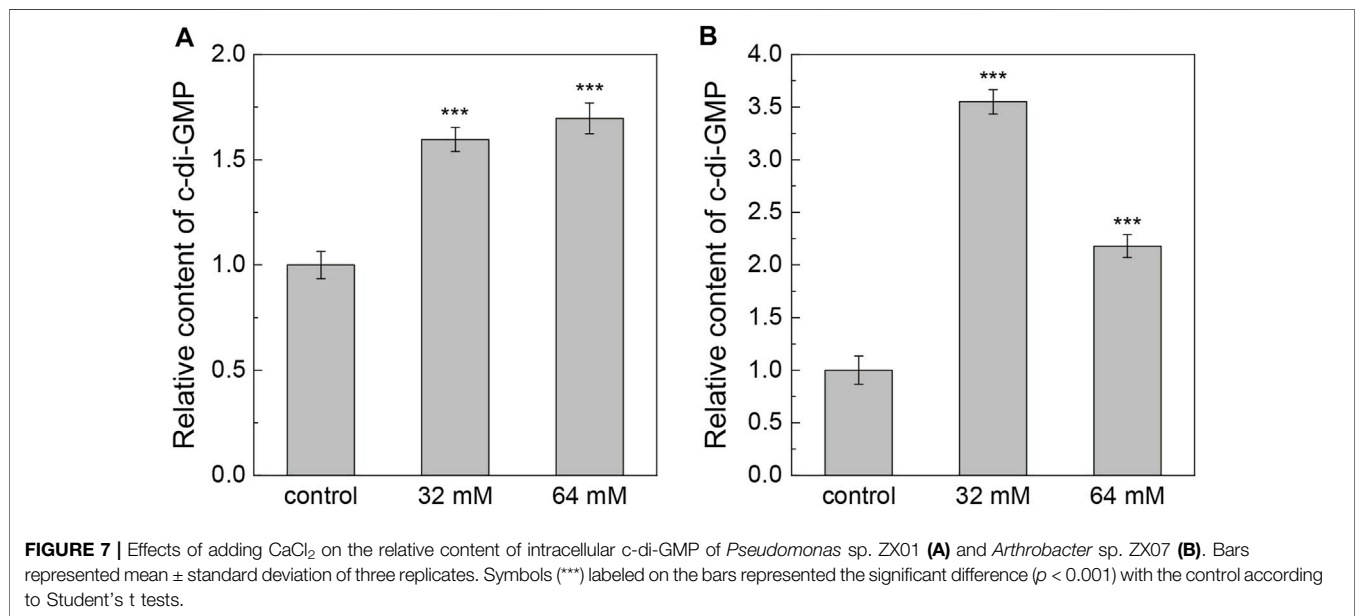 A
Relative content of c-di-GMP
2.0
1.5
1.0
0.5
0.0
***
***
control 32 mM 64 mM
B
Relative content of c-di-GMP
4.0
3.5
3.0
2.5
2.0
1.5
1.0
0.5
0.0
***
***
control 32 mM 64 mM
FIGURE 7 | Effects of adding CaCl₂ on the relative content of intracellular c-di-GMP of Pseudomonas sp. ZX01 (A) and Arthrobacter sp. ZX07 (B). Bars
represented mean ± standard deviation of three replicates. Symbols (***) labeled on the bars represented the significant difference (p < 0.001) with the control according
to Student's t tests.